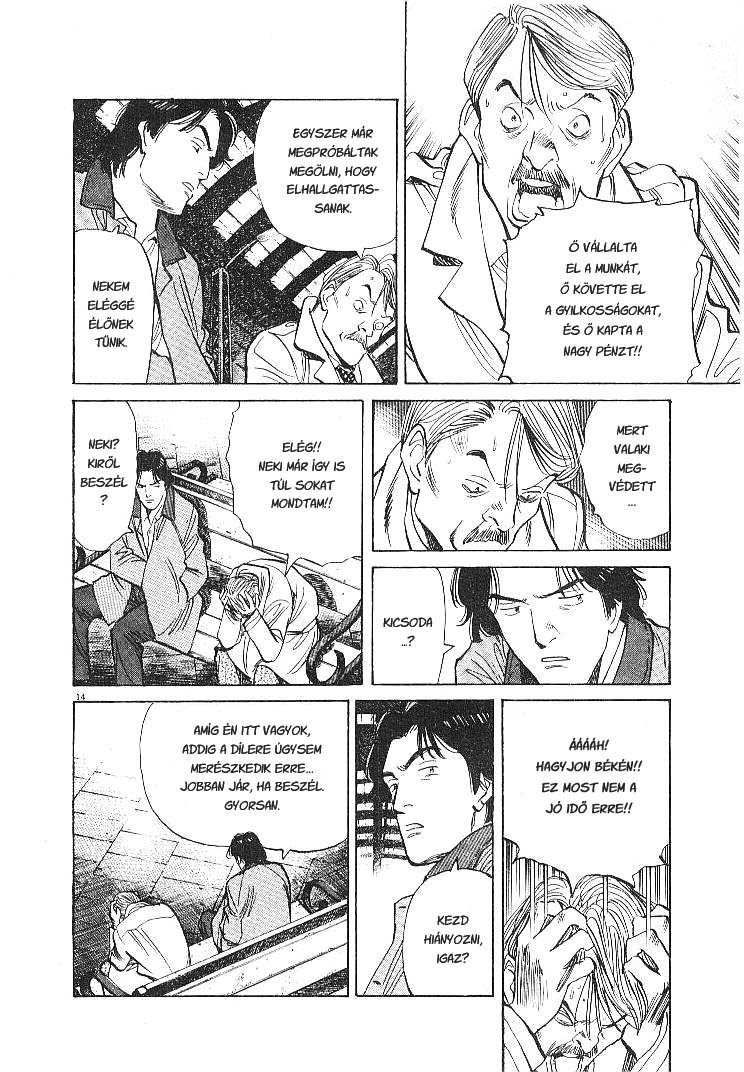 Ő VÁLLALTA
EL A MUNKÁT,
Ő KÖVETTE EL
A GYILKOSSÁGOKAT,
ÉS Ő KAPTA A
NAGY PÉNZT!!
EGYSZER MÁR
MEGPRÓBÁLTAK
MEGÖLNI, HOGY
ELHALLGATTAS-
SANAK.
NEKEM
ELÉGGÉ
ÉLŐNEK
TŰNIK.
MERT
VALAKI
MEG-
VÉDETT
...
KICSODA
...?
ELÉG!!
NEKI MÁR ÍGY IS
TÚL SOKAT
MONDTAM!!
NEKI?
KIRŐL
BESZÉL
?
14
ÁÁÁÁH!
HAGYJON BÉKÉN!!
EZ MOST NEM A
JÓ IDŐ ERRE!!
KEZD
HIÁNYOZNI,
IGAZ?
AMÍG ÉN ITT VAGYOK,
ADDIG A DÍLERE ÚGYSEM
MERÉSZKEDIK ERRE...
JOBBAN JÁR, HA BESZÉL.
GYORSAN.